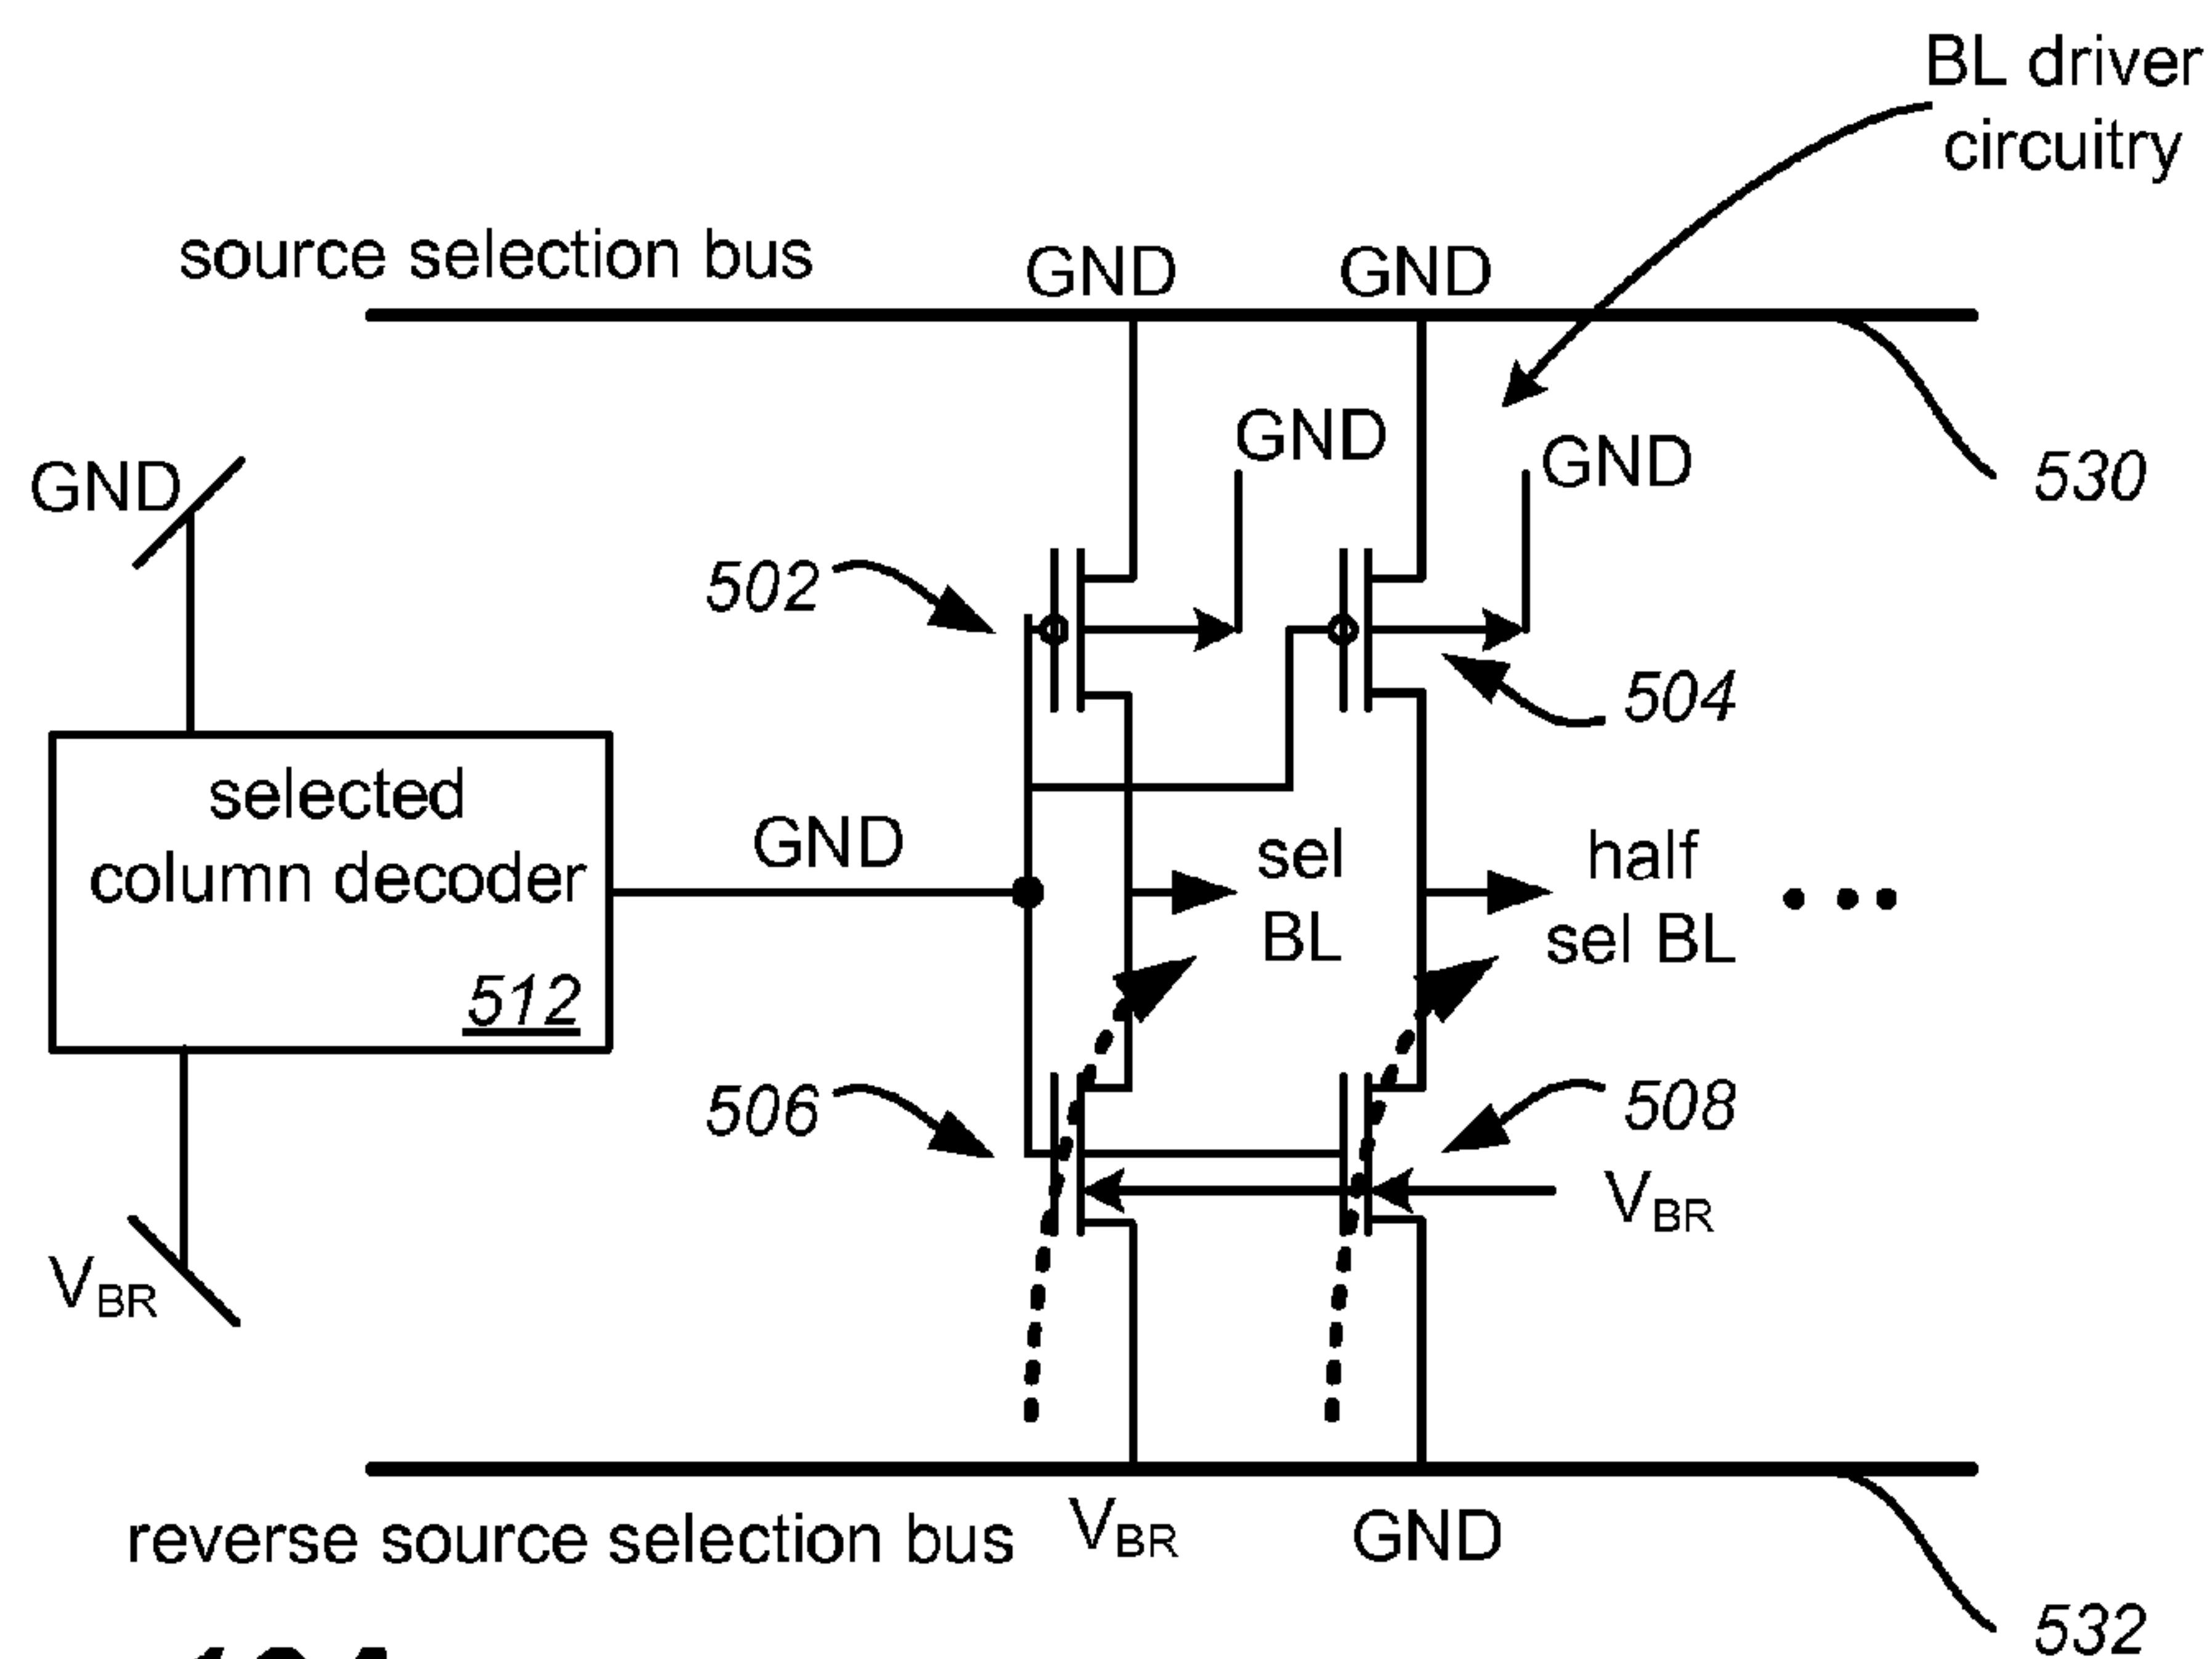 BL driver
circuitry
source selection bus
GND
GND
GND
GND
GND
530
502
504
selected
column decoder
512
GND
sel
BL
half
sel BL
506
508
VBR
VBR
reverse source selection bus
VBR
GND
532